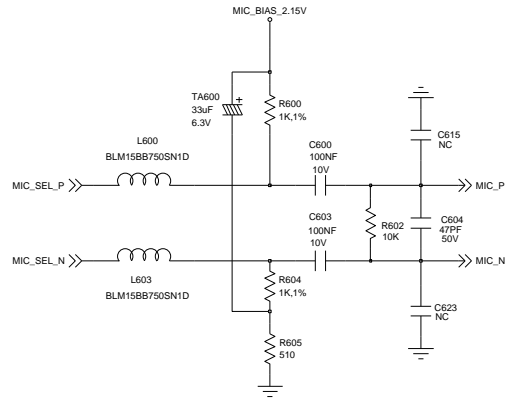 MIC_BIAS_2.15V
TA600
33uF
6.3V
+
R600
1K,1%
L600
BLM15BB750SN1D
C600
100NF
10V
C615
NC
MIC_SEL_P
MIC_P
C603
100NF
10V
R602
10K
C604
47PF
50V
MIC_SEL_N
MIC_N
L603
BLM15BB750SN1D
R604
1K,1%
C623
NC
R605
510